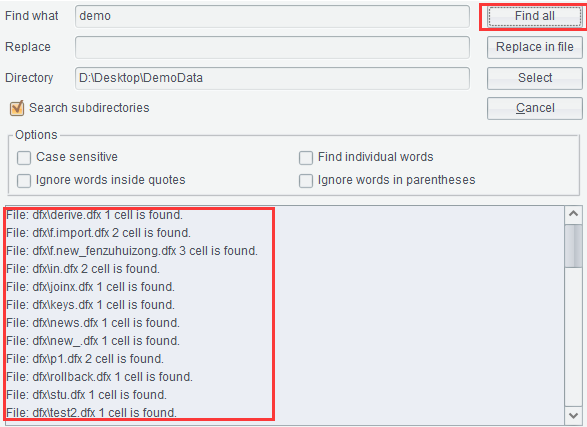 Find what demo Find all
Replace Replace in file
Directory D:\Desktop\DemoData Select
Search subdirectories Cancel
Options
Case sensitive Find individual words
Ignore words inside quotes Ignore words in parentheses
File: dfx\derive.dfx 1 cell is found.
File: dfx\f.import.dfx 2 cell is found.
File: dfx\f.new_fenzuhuizong.dfx 3 cell is found.
File: dfx\in.dfx 2 cell is found.
File: dfx\joinx.dfx 1 cell is found.
File: dfx\keys.dfx 1 cell is found.
File: dfx\news.dfx 1 cell is found.
File: dfx\new_.dfx 1 cell is found.
File: dfx\p1.dfx 2 cell is found.
File: dfx\rollback.dfx 1 cell is found.
File: dfx\stu.dfx 1 cell is found.
File: dfx\test2.dfx 1 cell is found.